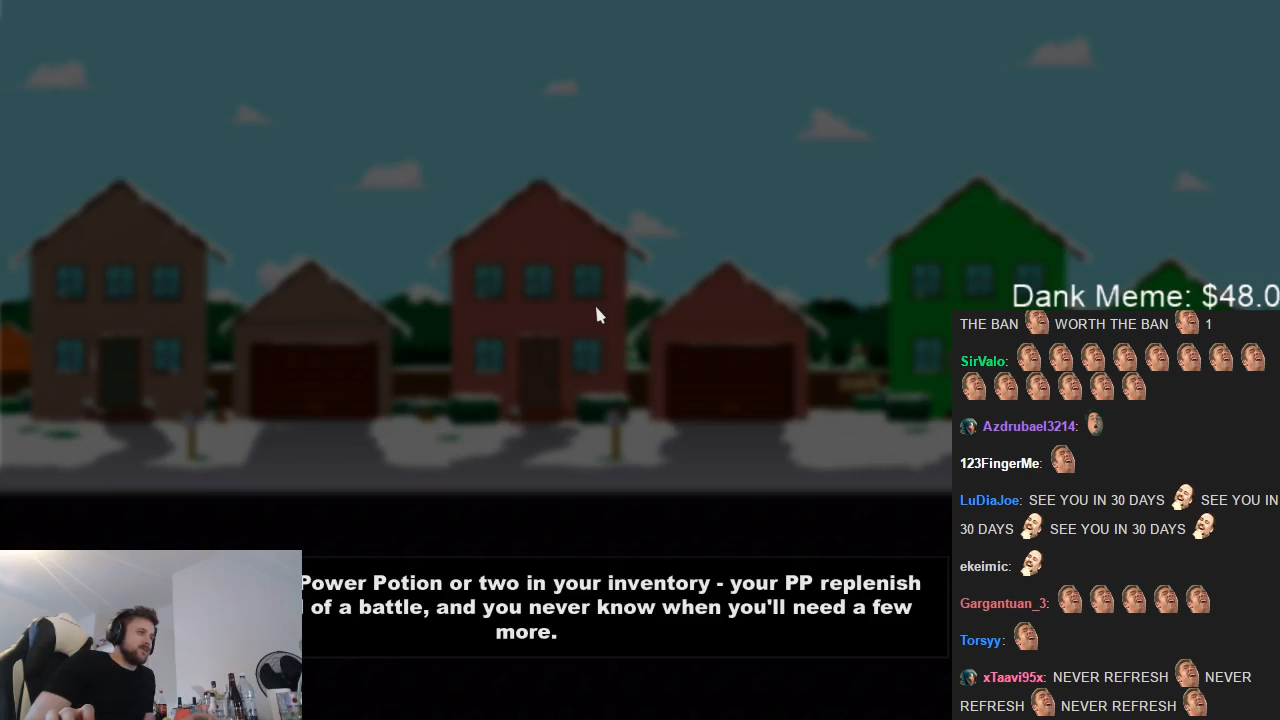 Dank Meme: $48.0
THE BAN WORTH THE BAN 1
SirValo:
Azdrubael3214:
123FingerMe:
LuDiaJoe: SEE YOU IN 30 DAYS SEE YOU IN
30 DAYS SEE YOU IN 30 DAYS
ekeimic:
Gargantuan_3:
Torsyy:
xTaavi95x: NEVER REFRESH NEVER
REFRESH NEVER REFRESH
Power Potion or two in your inventory - your PP replenish
of a battle, and you never know when you'll need a few
more.